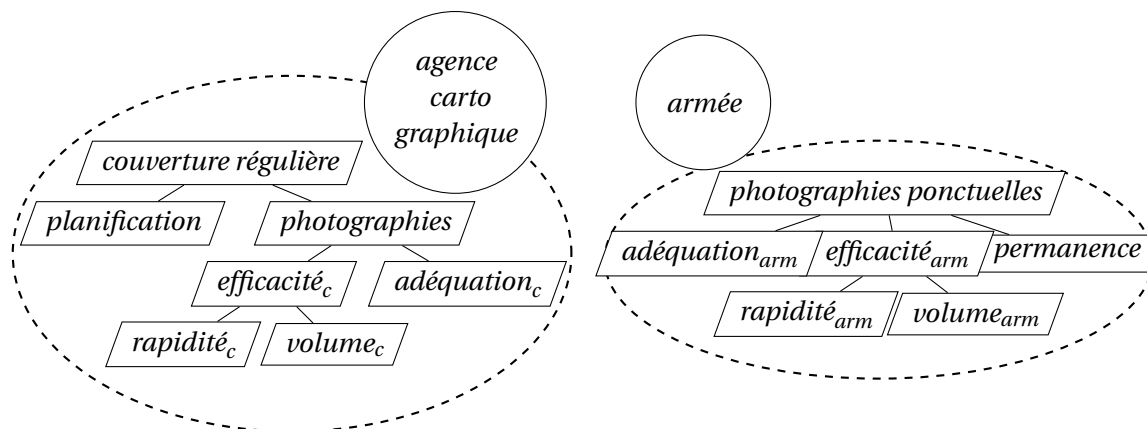 agence
carto
graphique
couverture régulière
planification
photographies
efficacité_c
adéquation_c
rapidité_c
volume_c
armée
photographies ponctuelles
adéquation_arm
efficacité_arm
permanence
rapidité_arm
volume_arm